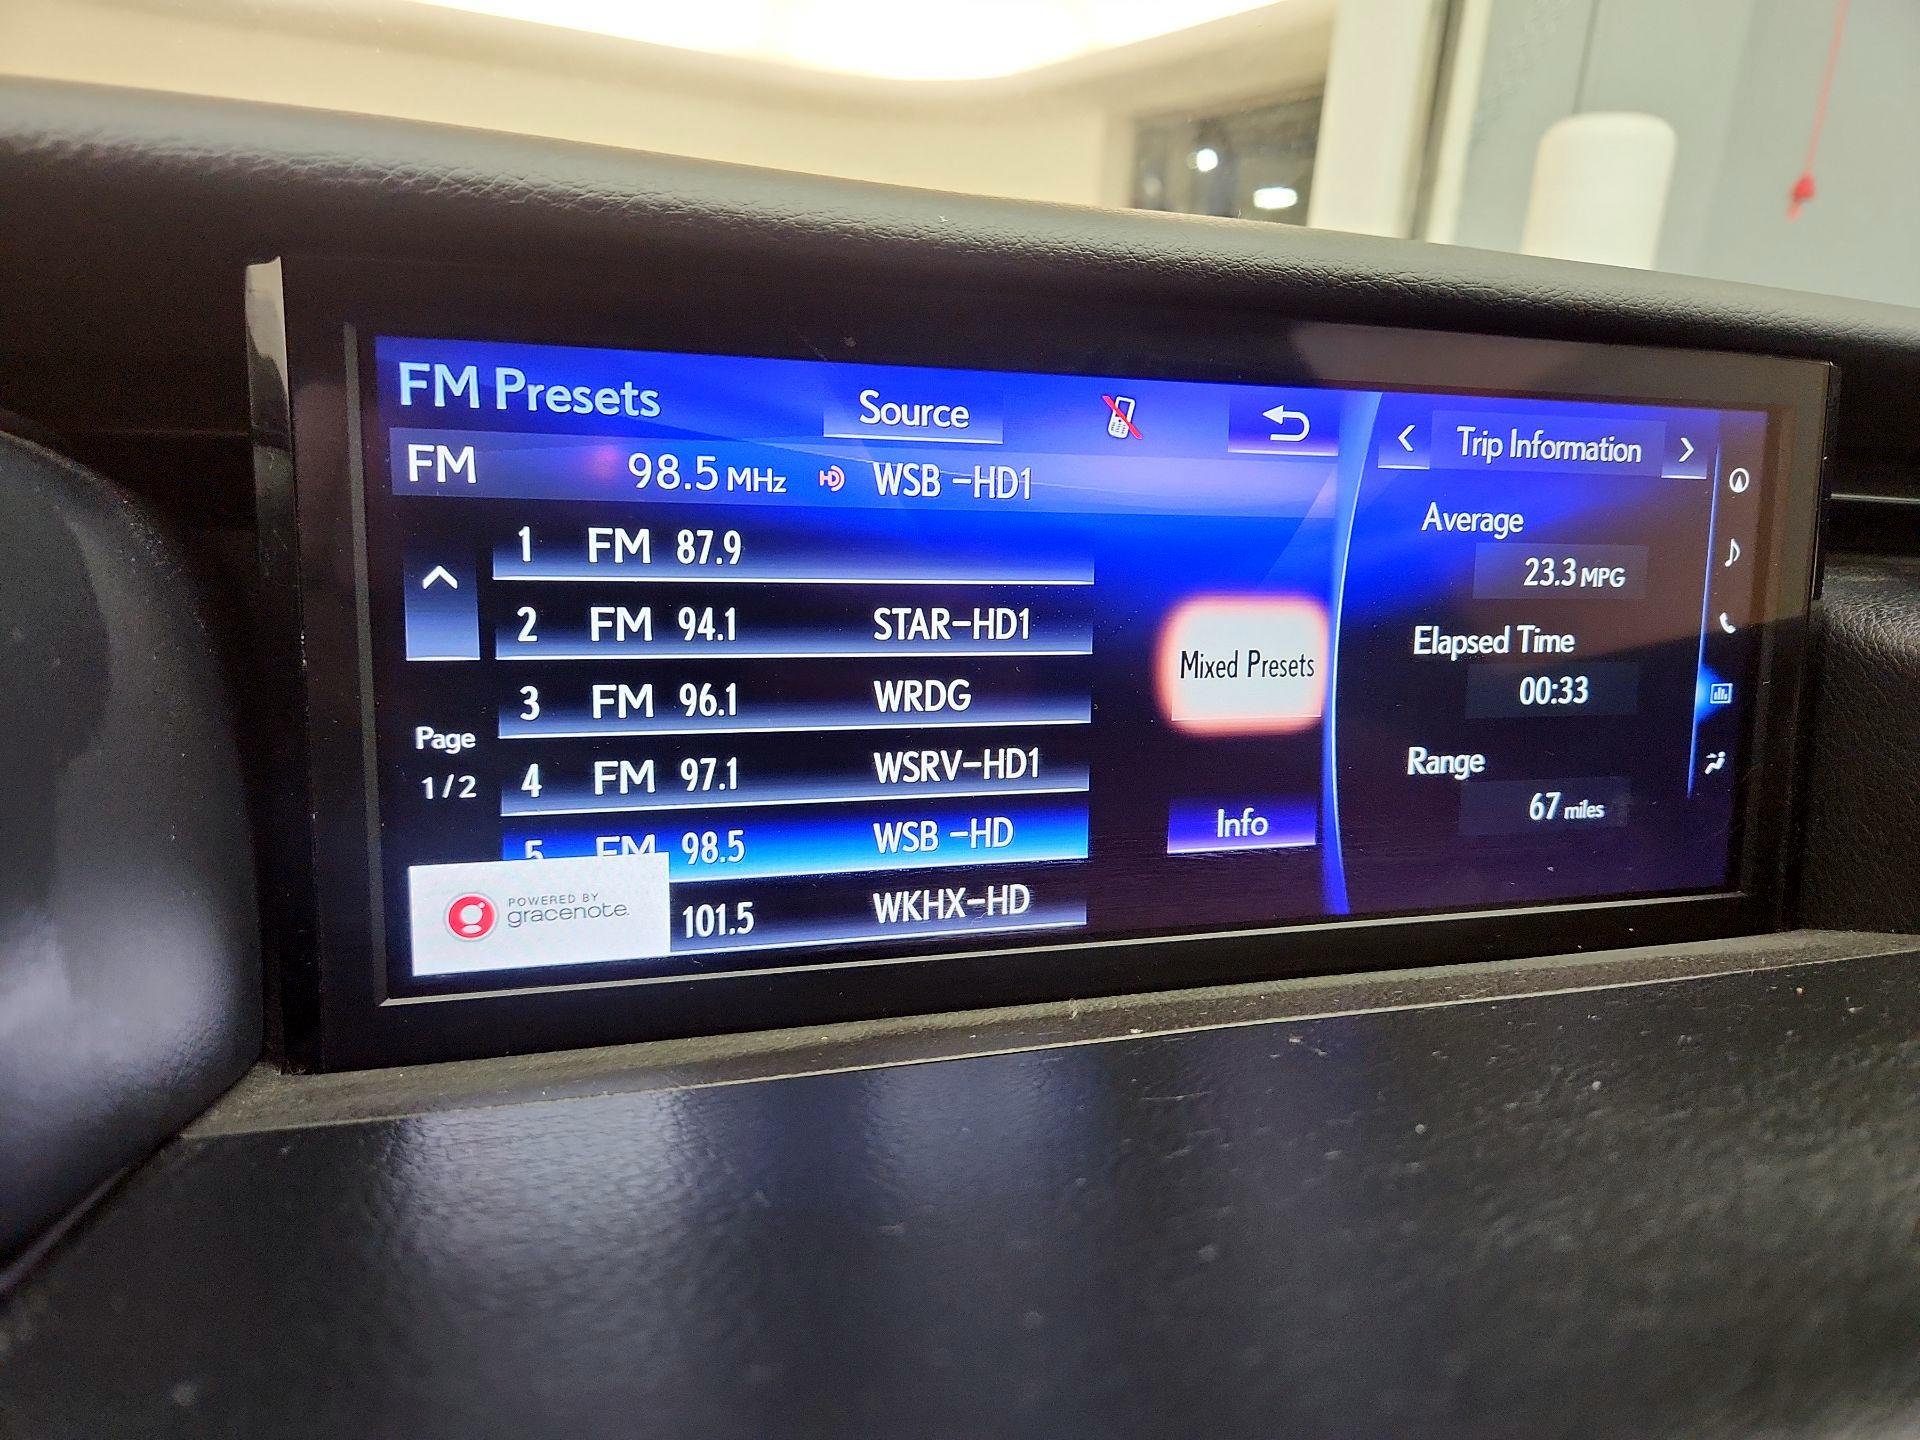 FM Presets
Source
FM 98.5 MHz HD WSB -HD1
1 FM 87.9
2 FM 94.1 STAR-HD1
3 FM 96.1 WRDG
4 FM 97.1 WSRV-HD1
5 FM 98.5 WSB -HD
101.5 WKHX-HD
Page
1/2
POWERED BY
gracenote.
Mixed Presets
Info
Trip Information
Average
23.3 MPG
Elapsed Time
00:33
Range
67 miles